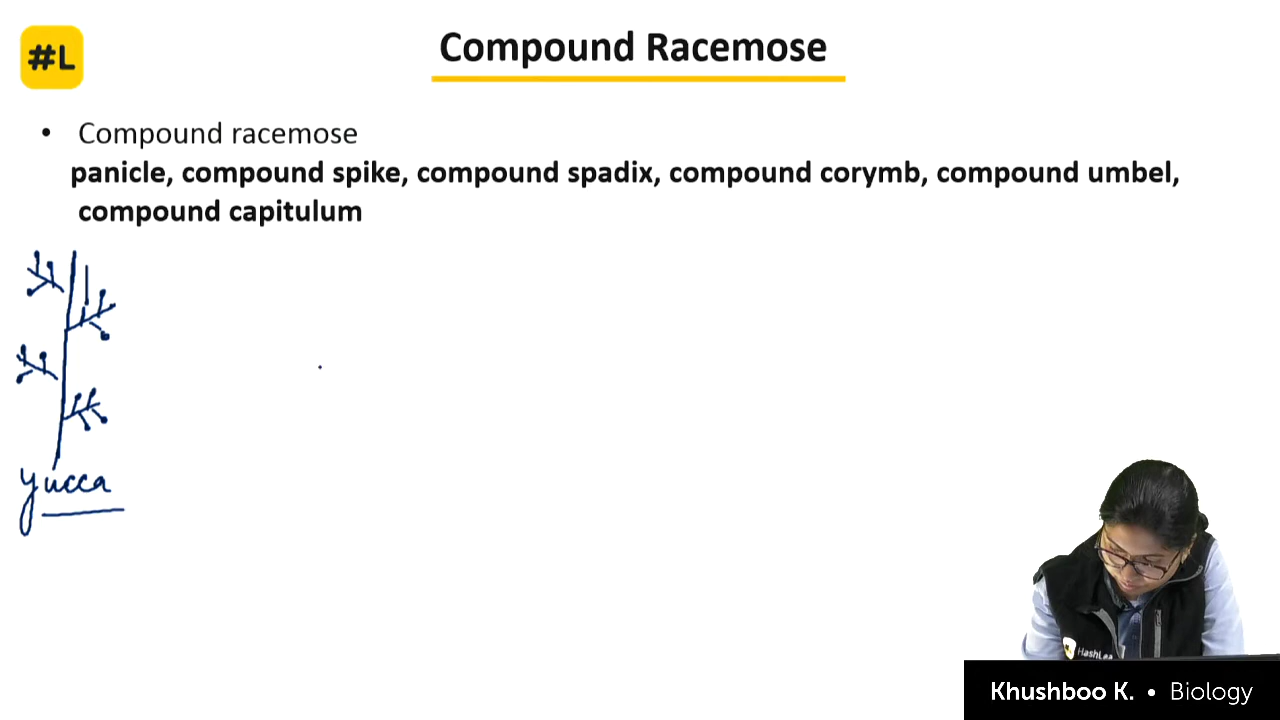 #L
Compound Racemose
• Compound racemose
panicle, compound spike, compound spadix, compound corymb, compound umbel,
compound capitulum
yucca
Khushboo K. • Biology